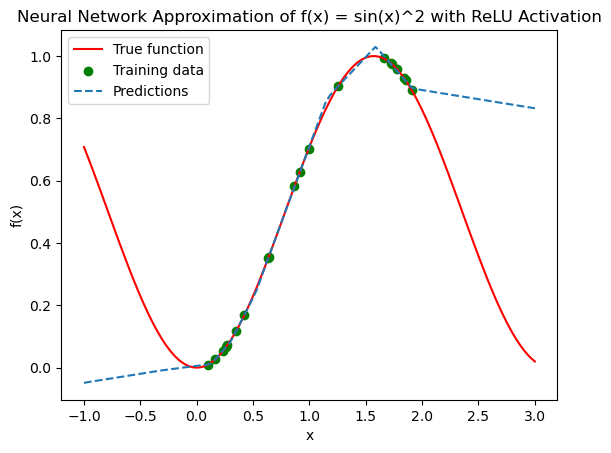 Neural Network Approximation of f(x) = sin(x)^2 with ReLU Activation
True function
Training data
Predictions
f(x)
1.0
0.8
0.6
0.4
0.2
0.0
−1.0 −0.5 0.0 0.5 1.0 1.5 2.0 2.5 3.0
x